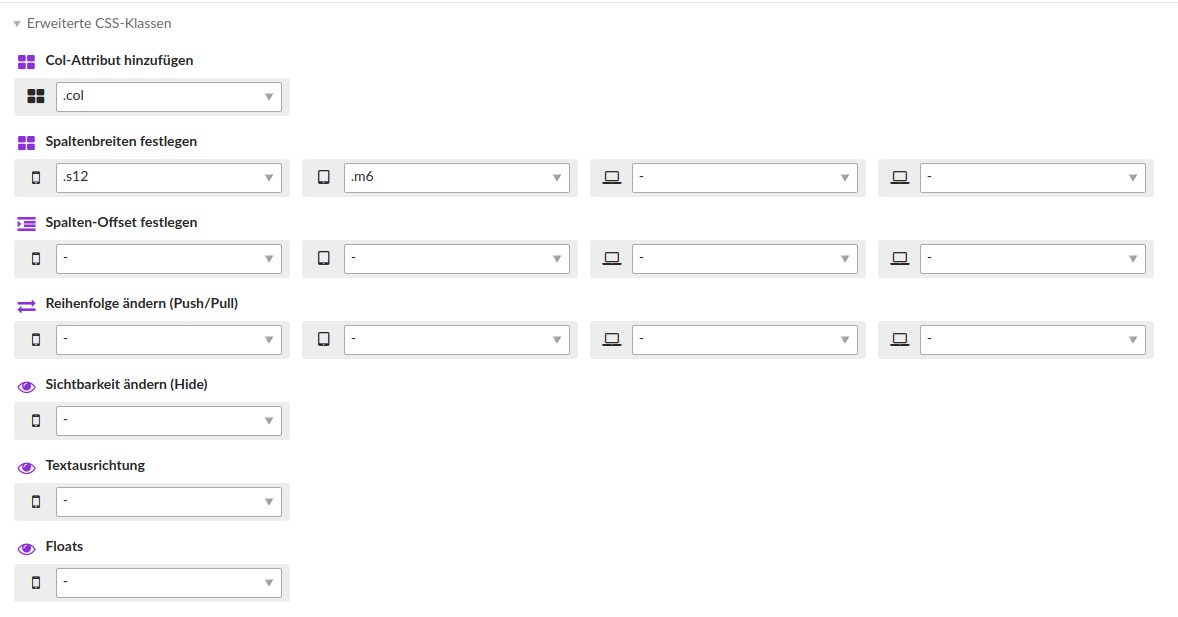 Erweiterte CSS-Klassen
Col-Attribut hinzufügen
.col
Spaltenbreiten festlegen
.s12 .m6 - -
Spalten-Offset festlegen
- - - -
Reihenfolge ändern (Push/Pull)
- - - -
Sichtbarkeit ändern (Hide)
-
Textausrichtung
-
Floats
-